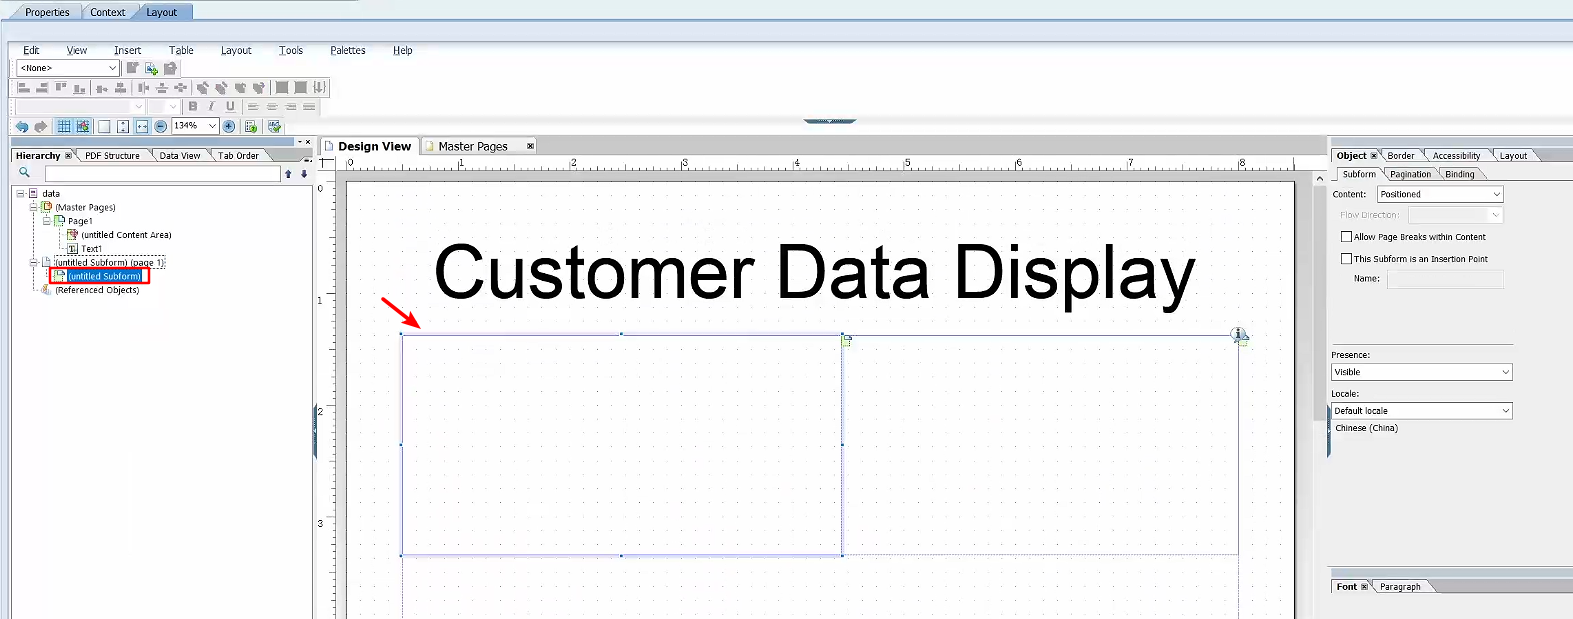 Properties Context Layout
Edit View Insert Table Layout Tools Palettes Help
<None>
B I U
134%
Hierarchy PDF Structure Data View Tab Order
Design View Master Pages
Object Border Accessibility Layout
Subform Pagination Binding
0 1 2 3 4 5 6 7 8
0
1
2
3
data
(Master Pages)
Page1
(untitled Content Area)
Text1
(untitled Subform) (page 1)
(untitled Subform)
(Referenced Objects)
Customer Data Display
Content: Positioned
Flow Direction:
Allow Page Breaks within Content
This Subform is an Insertion Point
Name:
Presence:
Visible
Locale:
Default locale
Chinese (China)
Font Paragraph